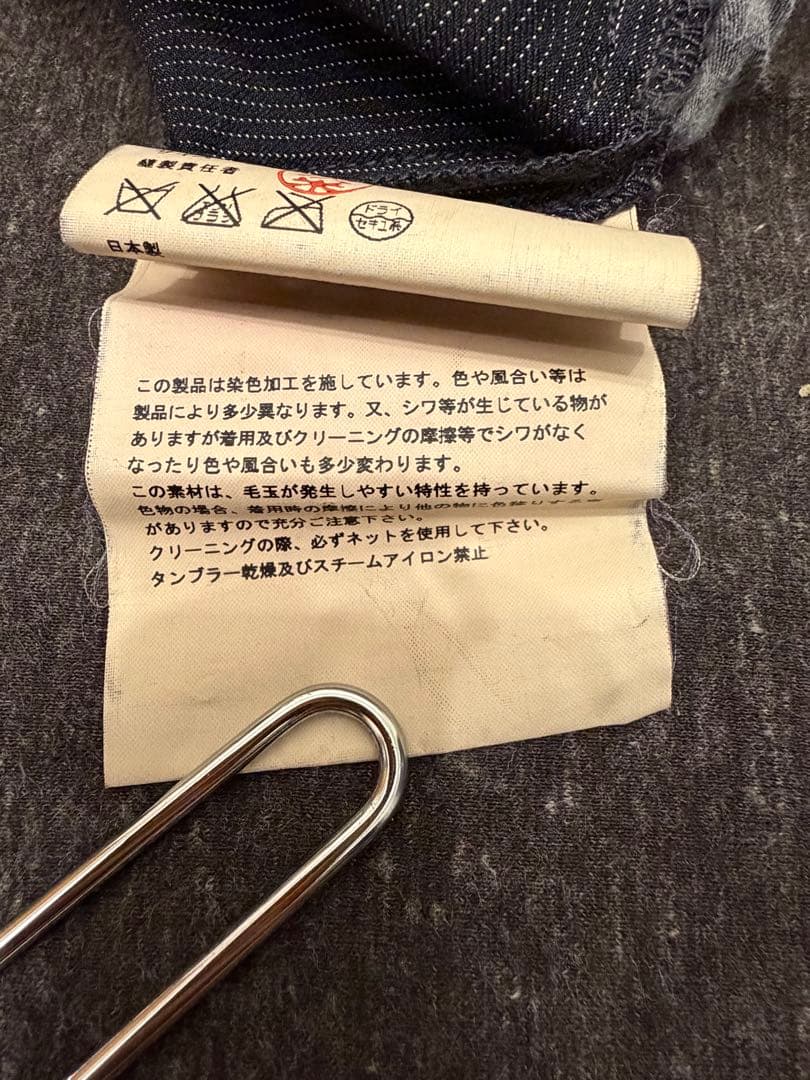 縫製責任者
ドライ
セキユ系
日本製
この製品は染色加工を施しています。色や風合い等は
製品により多少異なります。又、シワ等が生じている物が
ありますが着用及びクリーニングの摩擦等でシワがなく
なったり色や風合いも多少変わります。
この素材は、毛玉が発生しやすい特性を持っています。
色物の場合、着用時の摩擦により他の物に色移りする
がありますので充分ご注意下さい。
クリーニングの際、必ずネットを使用して下さい。
タンブラー乾燥及びスチームアイロン禁止